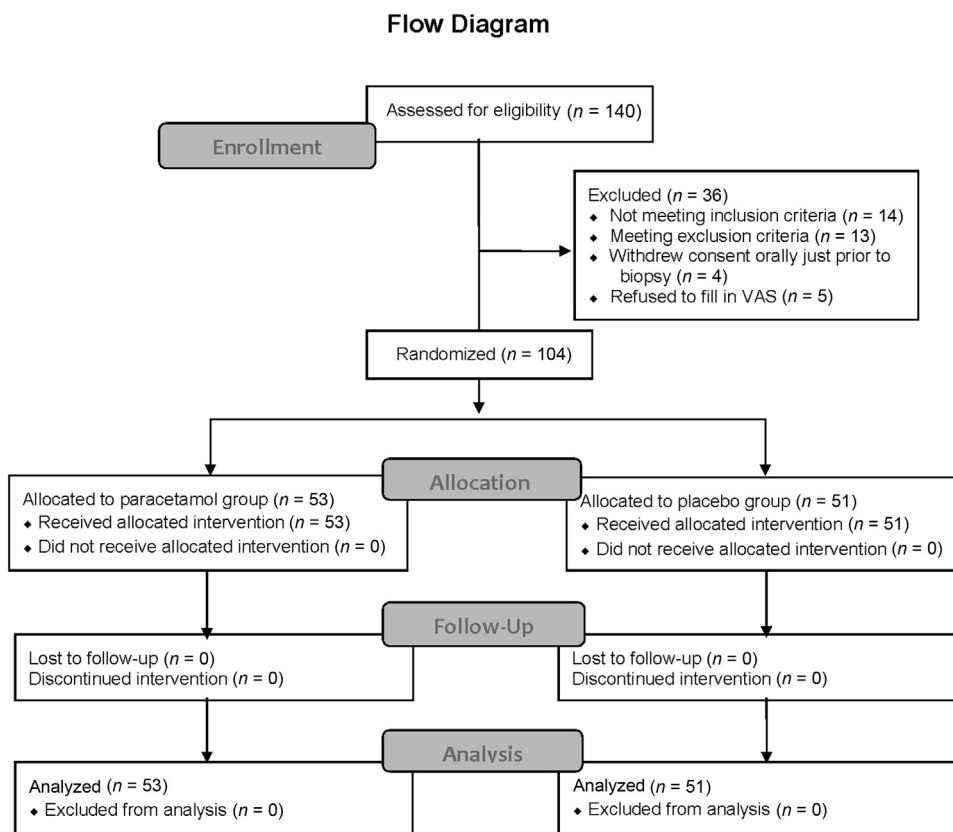 Flow Diagram
Assessed for eligibility (n = 140)
Enrollment
Excluded (n = 36)
◆ Not meeting inclusion criteria (n = 14)
◆ Meeting exclusion criteria (n = 13)
◆ Withdrew consent orally just prior to
biopsy (n = 4)
◆ Refused to fill in VAS (n = 5)
Randomized (n = 104)
Allocation
Allocated to paracetamol group (n = 53)
◆ Received allocated intervention (n = 53)
◆ Did not receive allocated intervention (n = 0)
Allocated to placebo group (n = 51)
◆ Received allocated intervention (n = 51)
◆ Did not receive allocated intervention (n = 0)
Follow-Up
Lost to follow-up (n = 0)
Discontinued intervention (n = 0)
Lost to follow-up (n = 0)
Discontinued intervention (n = 0)
Analysis
Analyzed (n = 53)
◆ Excluded from analysis (n = 0)
Analyzed (n = 51)
◆ Excluded from analysis (n = 0)